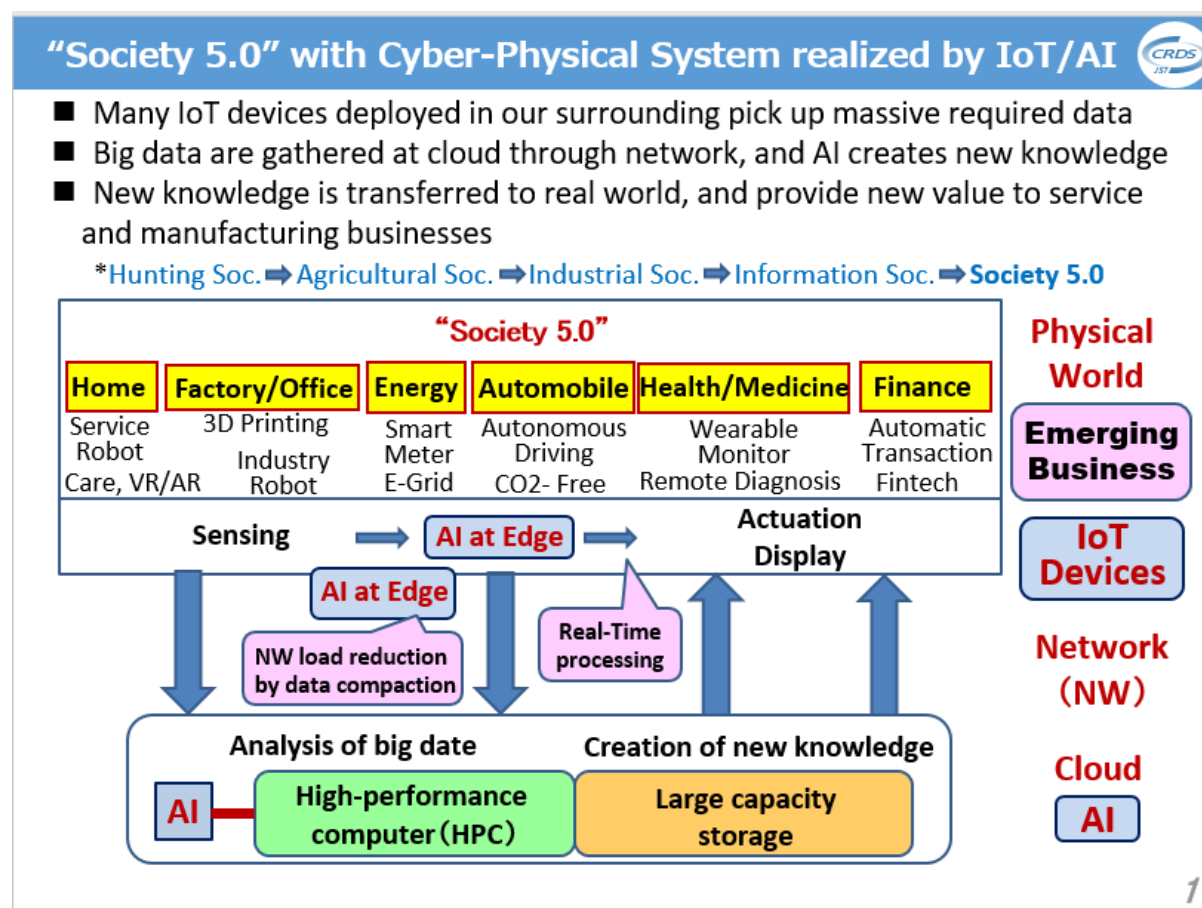 “Society 5.0” with Cyber-Physical System realized by IoT/AI
CRDS
JST
■ Many IoT devices deployed in our surrounding pick up massive required data
■ Big data are gathered at cloud through network, and AI creates new knowledge
■ New knowledge is transferred to real world, and provide new value to service
and manufacturing businesses
*Hunting Soc. ➡ Agricultural Soc. ➡ Industrial Soc. ➡ Information Soc. ➡ Society 5.0
“Society 5.0”
Home
Service
Robot
Care, VR/AR
Factory/Office
3D Printing
Industry
Robot
Energy
Smart
Meter
E-Grid
Automobile
Autonomous
Driving
CO2- Free
Health/Medicine
Wearable
Monitor
Remote Diagnosis
Finance
Automatic
Transaction
Fintech
Physical
World
Emerging
Business
Sensing
AI at Edge
Actuation
Display
IoT
Devices
AI at Edge
NW load reduction
by data compaction
Real-Time
processing
Network
(NW)
Analysis of big date
Creation of new knowledge
AI
High-performance
computer(HPC)
Large capacity
storage
Cloud
AI
1